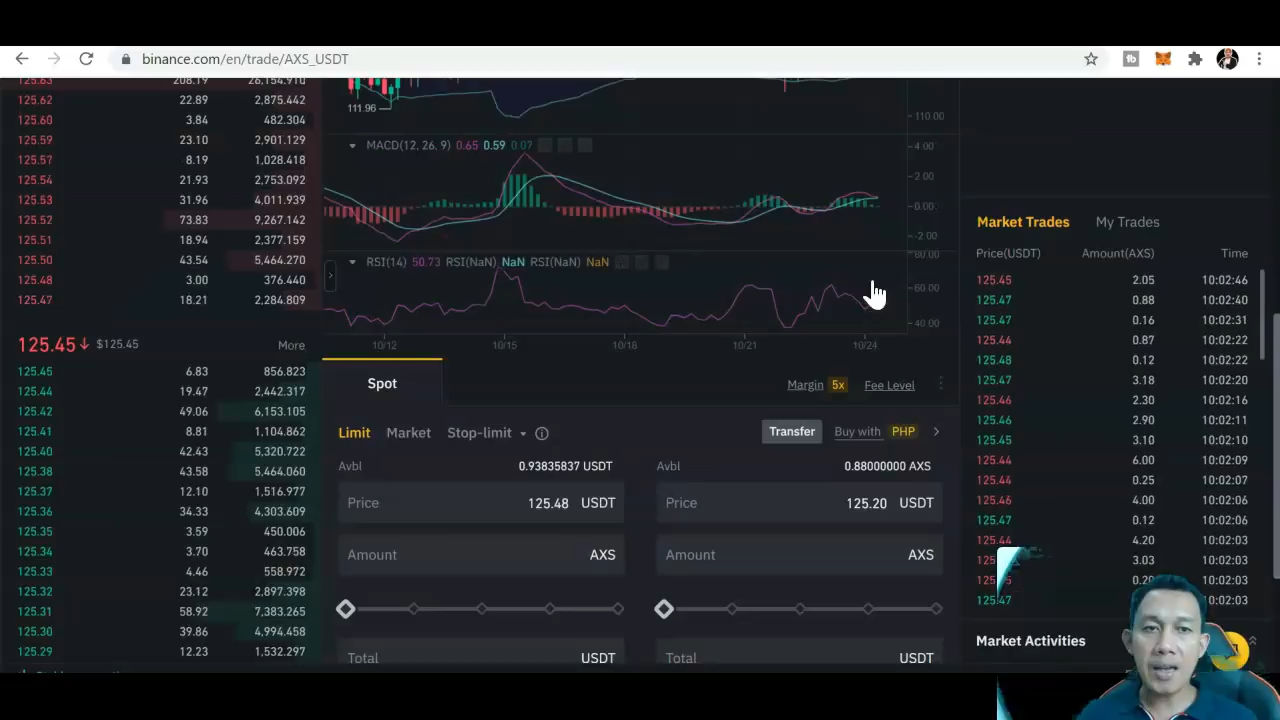 binance.com/en/trade/AXS_USDT
125.63 208.19 26,154.910
125.62 22.89 2,875.442
125.60 3.84 482.304
125.59 23.10 2,901.129
125.57 8.19 1,028.418
125.54 21.93 2,753.092
125.53 31.96 4,011.939
125.52 73.83 9,267.142
125.51 18.94 2,377.159
125.50 43.54 5,464.270
125.48 3.00 376.440
125.47 18.21 2,284.809
125.45↓ $125.45 More
125.45 6.83 856.823
125.44 19.47 2,442.317
125.42 49.06 6,153.105
125.41 8.81 1,104.862
125.40 42.43 5,320.722
125.38 43.58 5,464.060
125.37 12.10 1,516.977
125.36 34.33 4,303.609
125.35 3.59 450.006
125.34 3.70 463.758
125.33 4.46 558.972
125.32 23.12 2,897.398
125.31 58.92 7,383.265
125.30 39.86 4,994.458
125.29 12.23 1,532.297
111.96
110.00
MACD(12, 26, 9) 0.65 0.59 0.07
4.00
2.00
0.00
-2.00
RSI(14) 50.73 RSI(NaN) NaN RSI(NaN) NaN
80.00
60.00
40.00
10/12 10/15 10/18 10/21 10/24
Spot
Margin 5x Fee Level
Limit Market Stop-limit
Transfer Buy with PHP
Avbl 0.93835837 USDT
Price 125.48 USDT
Amount AXS
Total USDT
Avbl 0.88000000 AXS
Price 125.20 USDT
Amount AXS
Total USDT
Market Trades My Trades
Price(USDT) Amount(AXS) Time
125.45 2.05 10:02:46
125.47 0.88 10:02:40
125.47 0.16 10:02:31
125.44 0.87 10:02:22
125.48 0.12 10:02:22
125.47 3.18 10:02:20
125.46 2.30 10:02:16
125.46 2.90 10:02:11
125.45 3.10 10:02:10
125.44 6.00 10:02:09
125.44 0.25 10:02:07
125.46 4.00 10:02:06
125.47 0.12 10:02:06
125.44 4.20 10:02:03
3.03 10:02:03
10:02:03
125.47 10:02:03
Market Activities